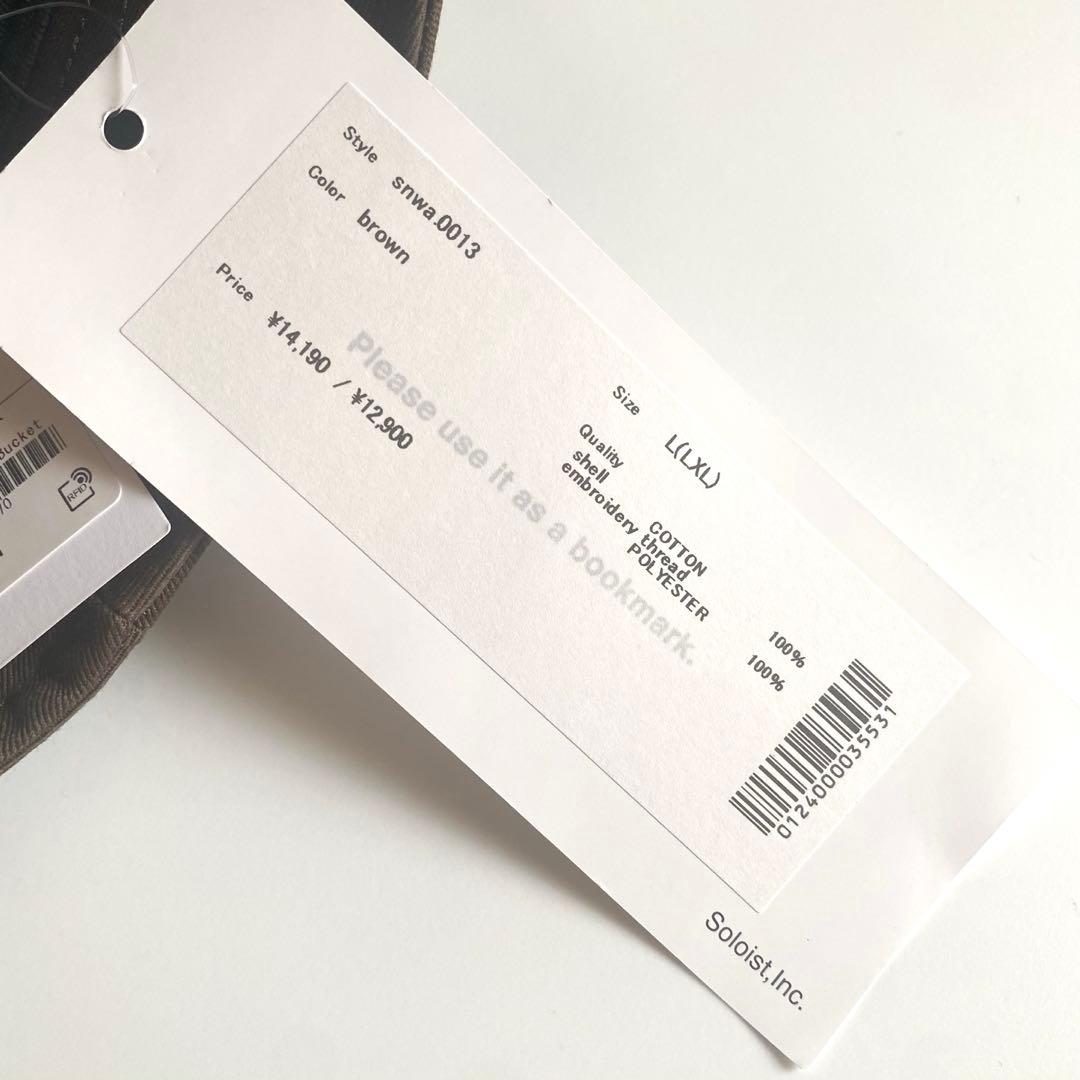 Style snwa.0013
Color brown
Price ¥14,190 / ¥12,900
Please use it as a bookmark.
Size L(LXL)
Quality
shell COTTON 100%
embroidery thread
POLYESTER 100%
0124000035531
Soloist,Inc.
Bucket
RFID